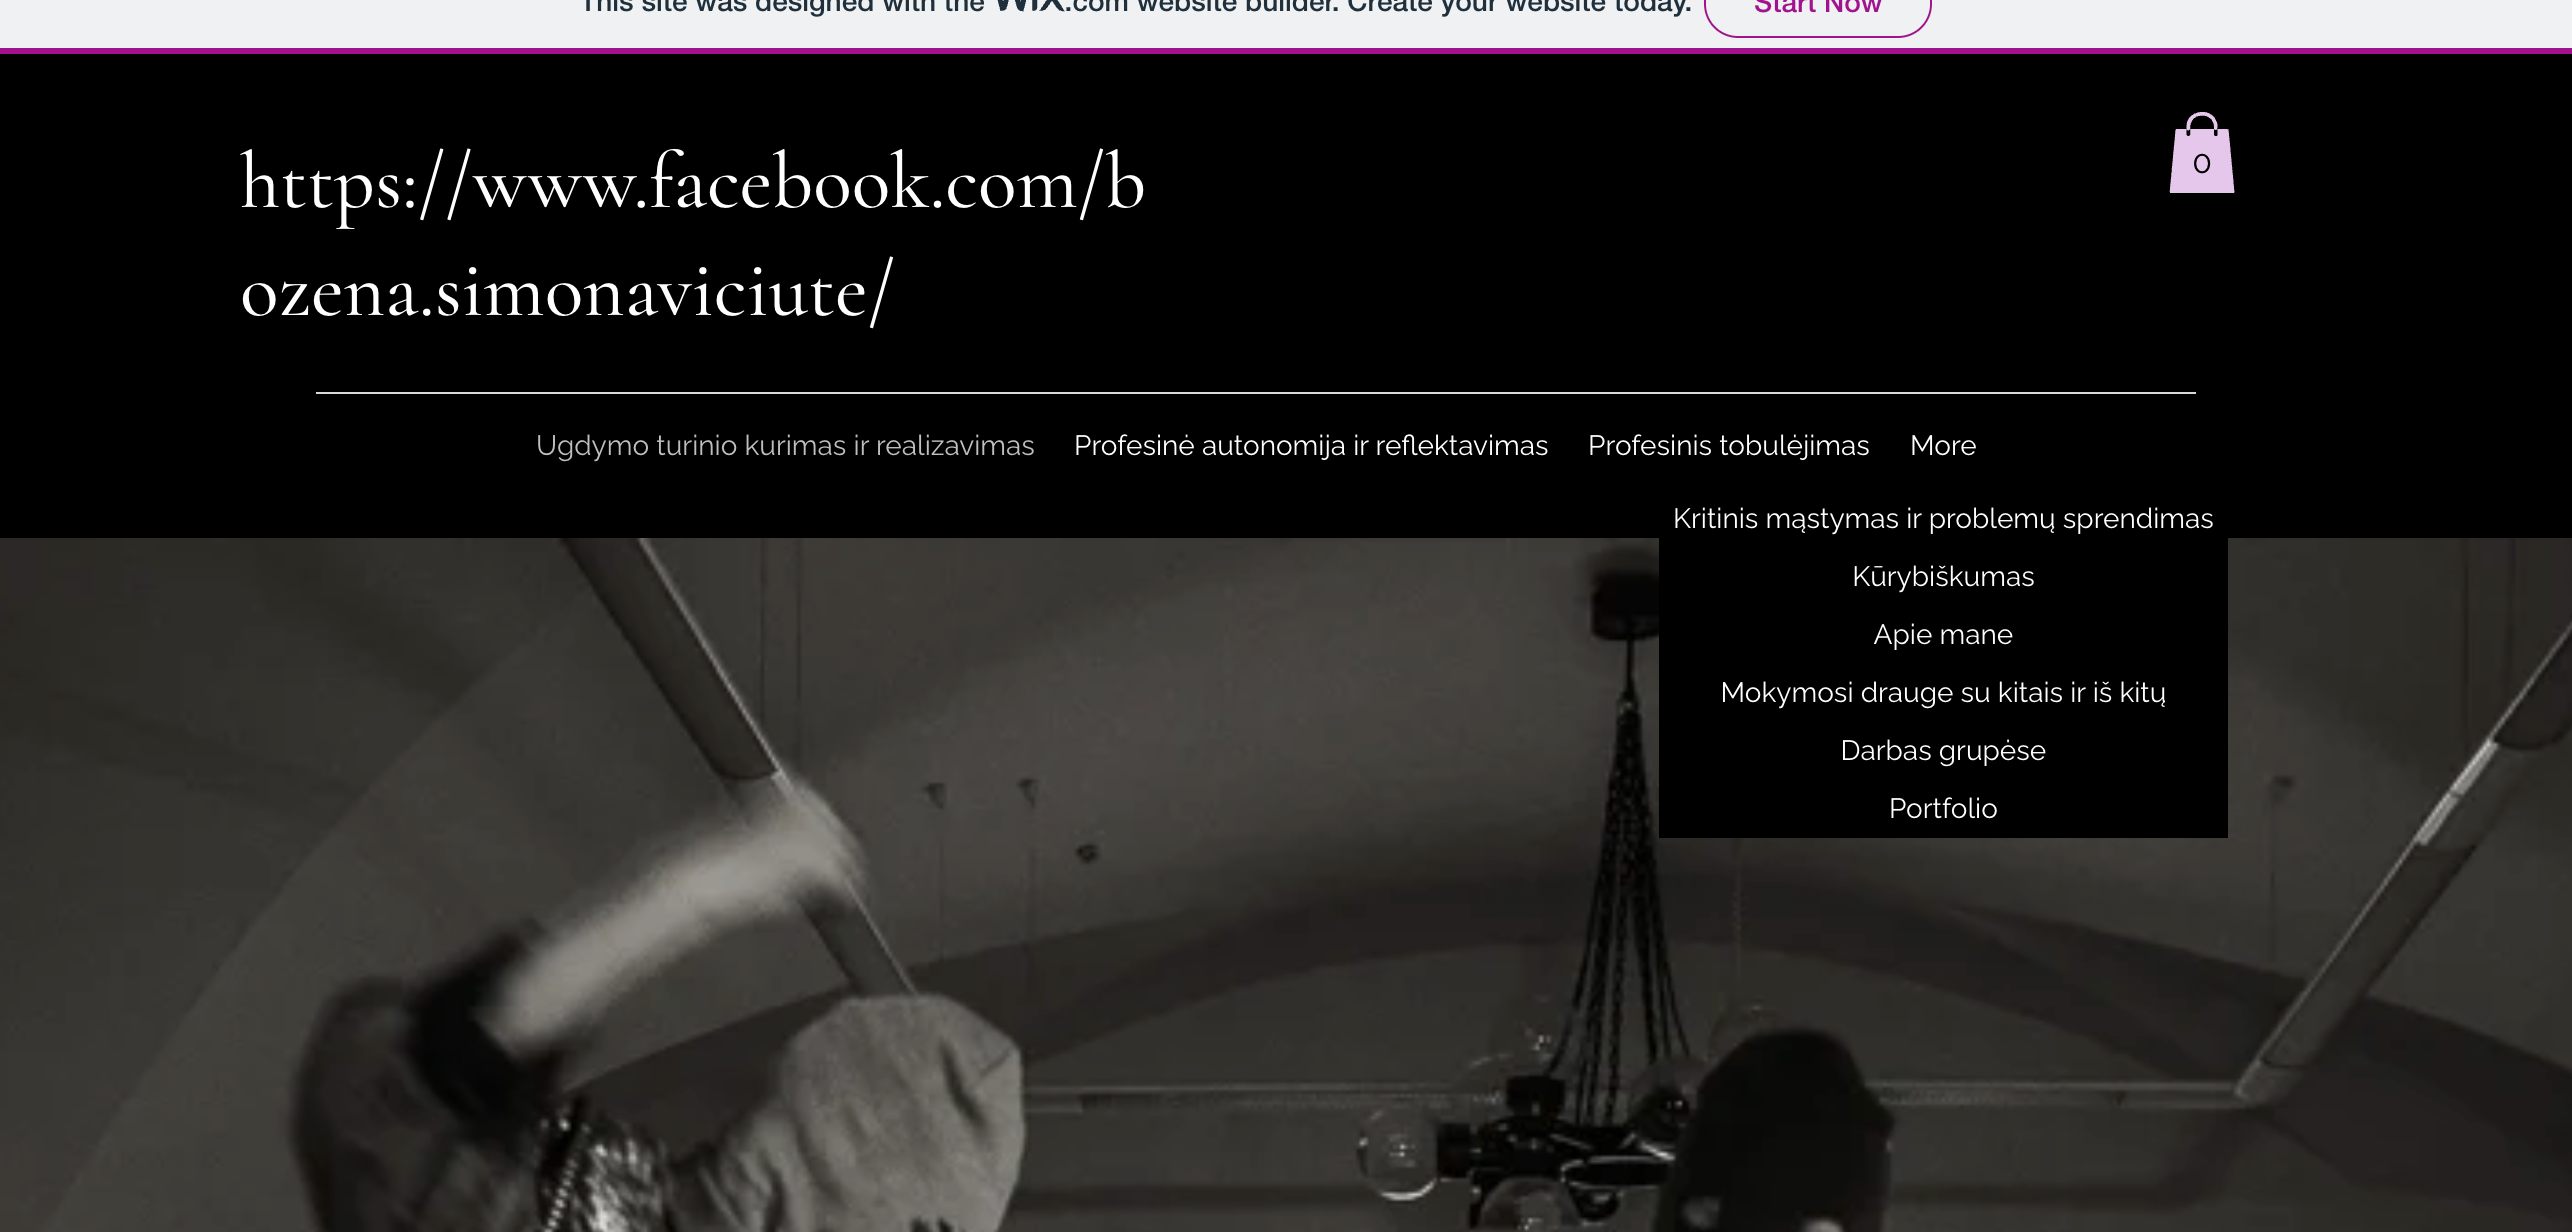 This site was designed with the WiX.com website builder. Create your website today. Start Now
https://www.facebook.com/b
ozena.simonaviciute/
0
Ugdymo turinio kurimas ir realizavimas Profesinė autonomija ir reflektavimas Profesinis tobulėjimas More
Kritinis mąstymas ir problemų sprendimas
Kūrybiškumas
Apie mane
Mokymosi drauge su kitais ir iš kitų
Darbas grupėse
Portfolio